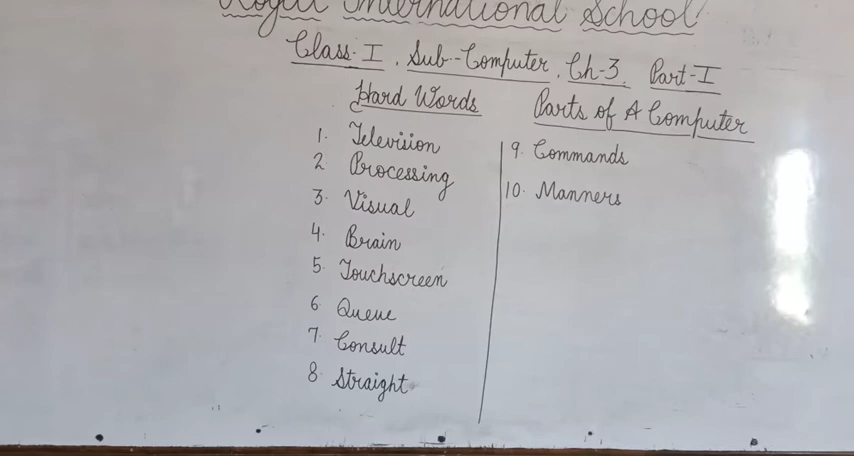 Royal International School
Class-I, Sub-Computer, Ch-3, Part-I
Hard Words
Parts of A Computer
1. Television
2 Processing
3. Visual
4. Brain
5. Touchscreen
6 Queue
7. Consult
8 Straight
9. Commands
10. Manners